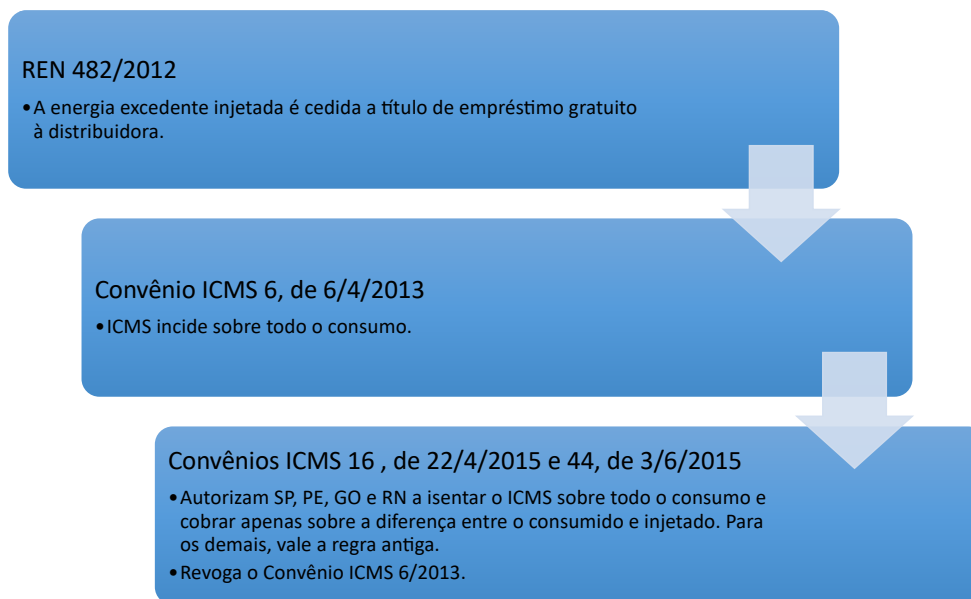 REN 482/2012
•A energia excedente injetada é cedida a título de empréstimo gratuito
à distribuidora.
Convênio ICMS 6, de 6/4/2013
•ICMS incide sobre todo o consumo.
Convênios ICMS 16 , de 22/4/2015 e 44, de 3/6/2015
•Autorizam SP, PE, GO e RN a isentar o ICMS sobre todo o consumo e
cobrar apenas sobre a diferença entre o consumido e injetado. Para
os demais, vale a regra antiga.
•Revoga o Convênio ICMS 6/2013.